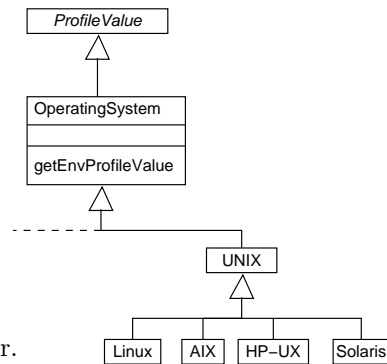 ProfileValue
OperatingSystem
getEnvProfileValue
UNIX
r. Linux AIX HP−UX Solaris